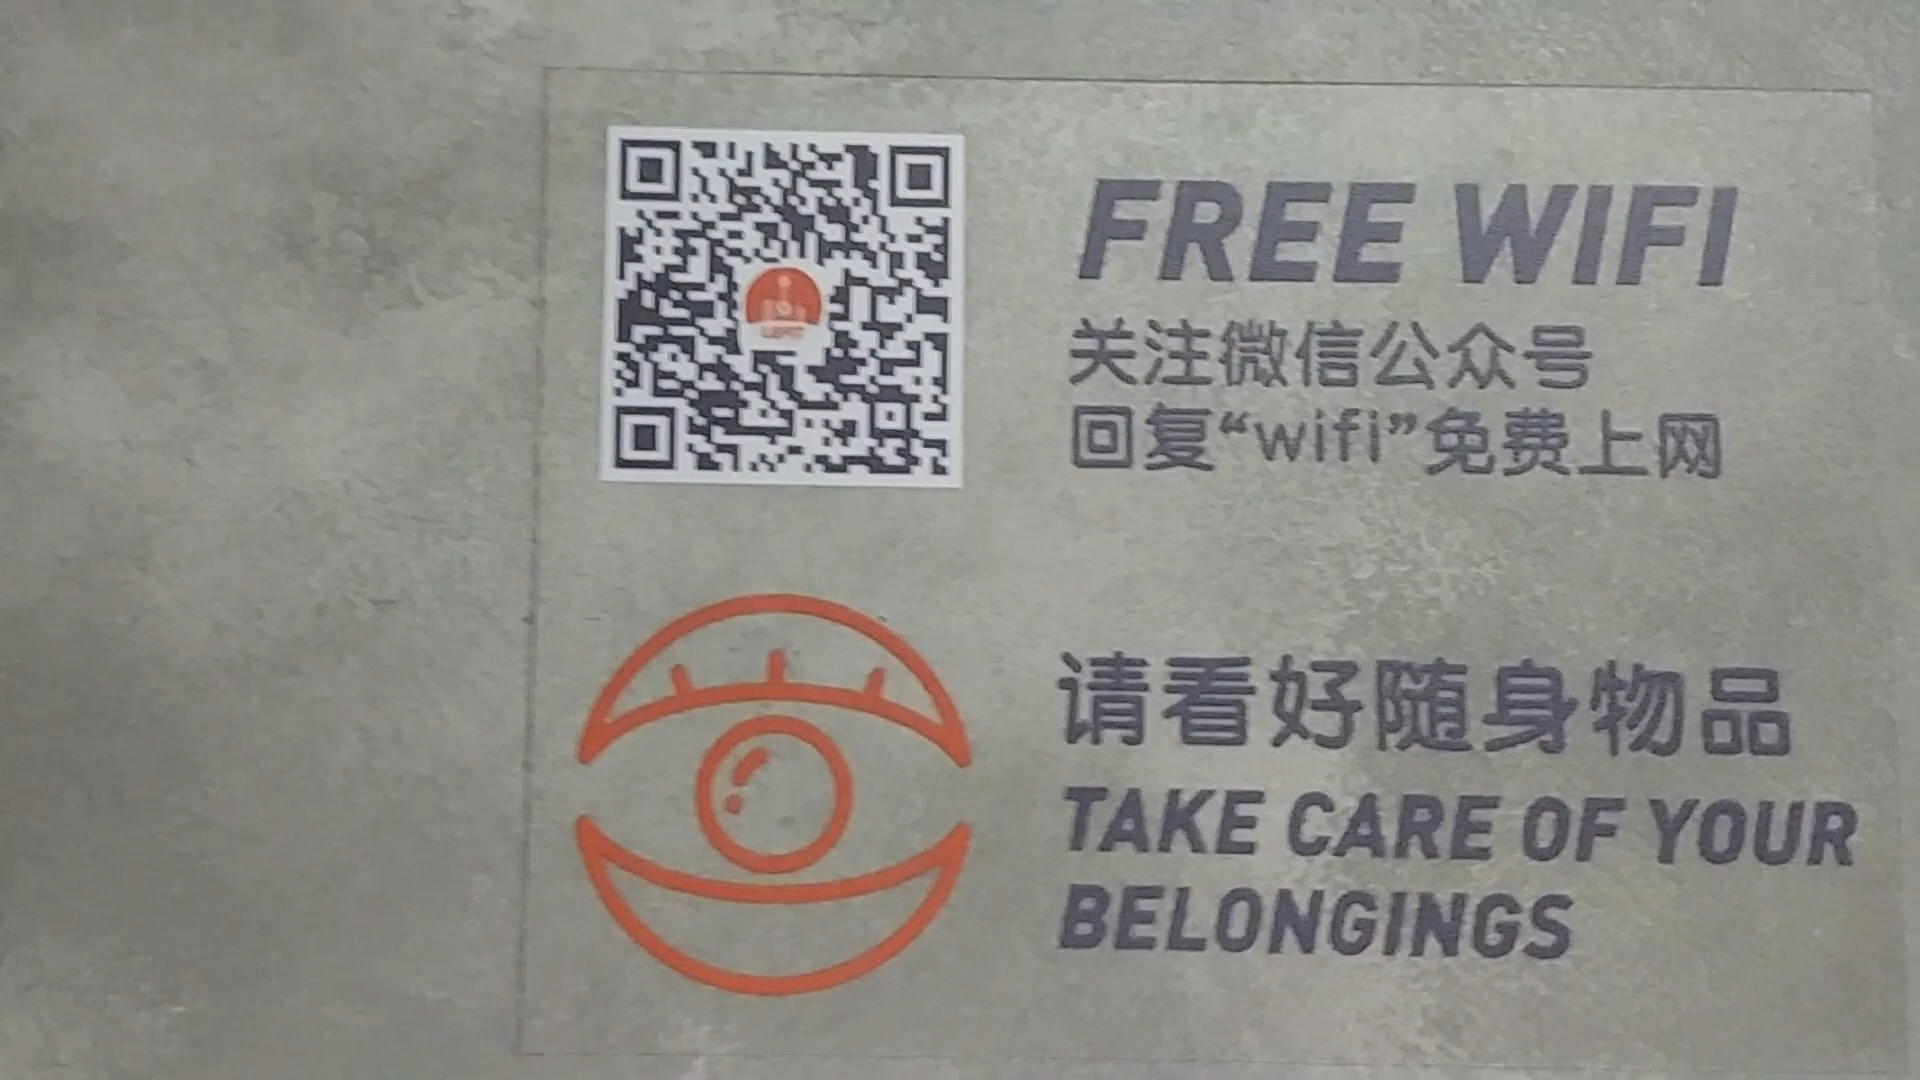 FREE WIFI
关注微信公众号
回复“wifi”免费上网
请看好随身物品
TAKE CARE OF YOUR
BELONGINGS